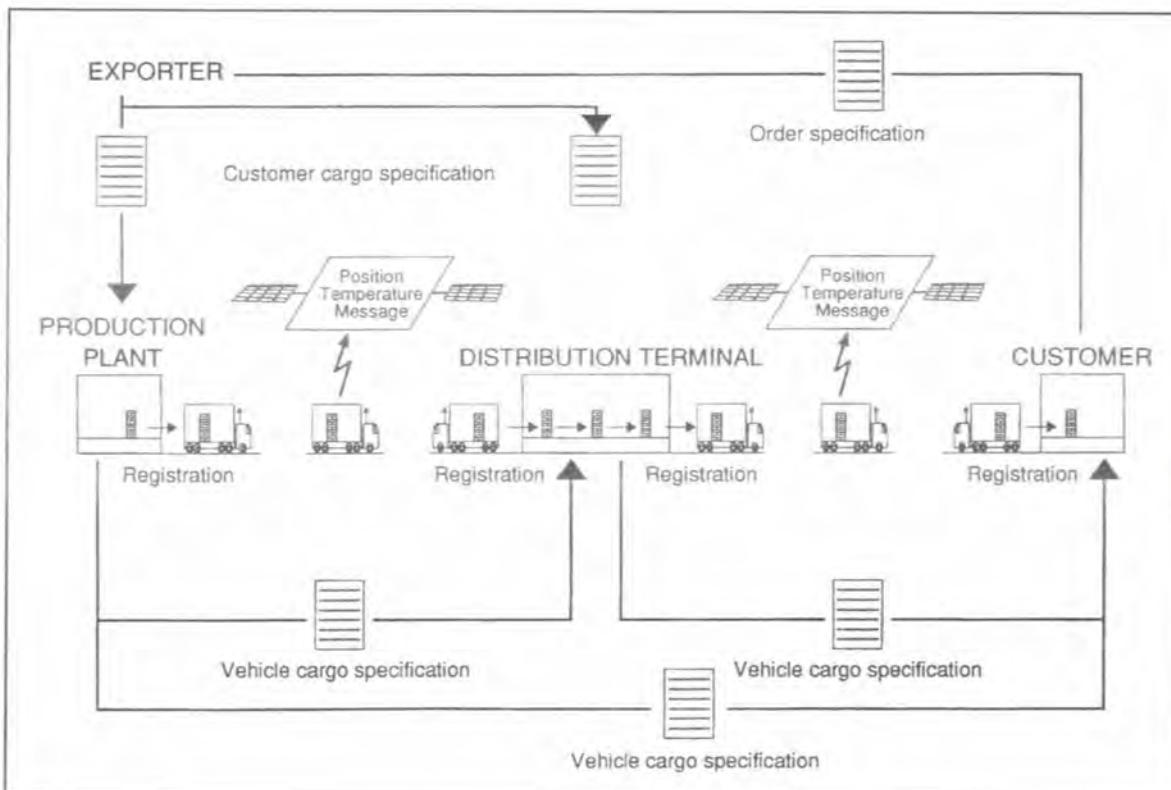 EXPORTER
Order specification
Customer cargo specification
Position
Temperature
Message
Position
Temperature
Message
PRODUCTION
PLANT
DISTRIBUTION TERMINAL
CUSTOMER
Registration
Registration
Registration
Registration
Vehicle cargo specification
Vehicle cargo specification
Vehicle cargo specification